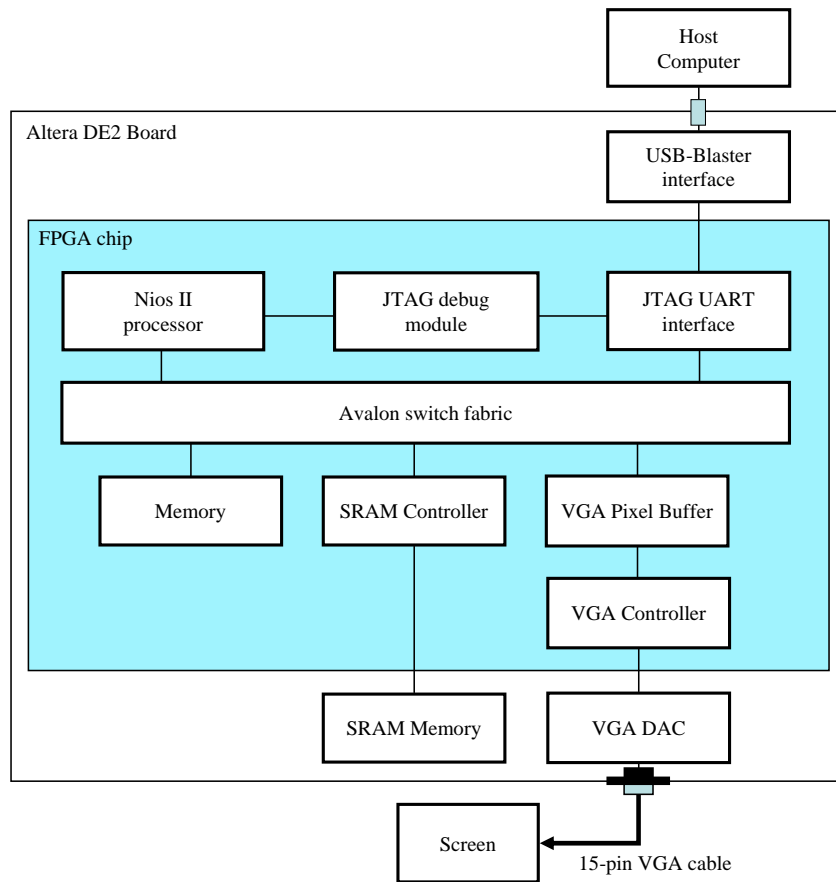 Host
Computer
Altera DE2 Board
USB-Blaster
interface
FPGA chip
Nios II
processor
JTAG debug
module
JTAG UART
interface
Avalon switch fabric
Memory
SRAM Controller
VGA Pixel Buffer
VGA Controller
SRAM Memory
VGA DAC
Screen
15-pin VGA cable